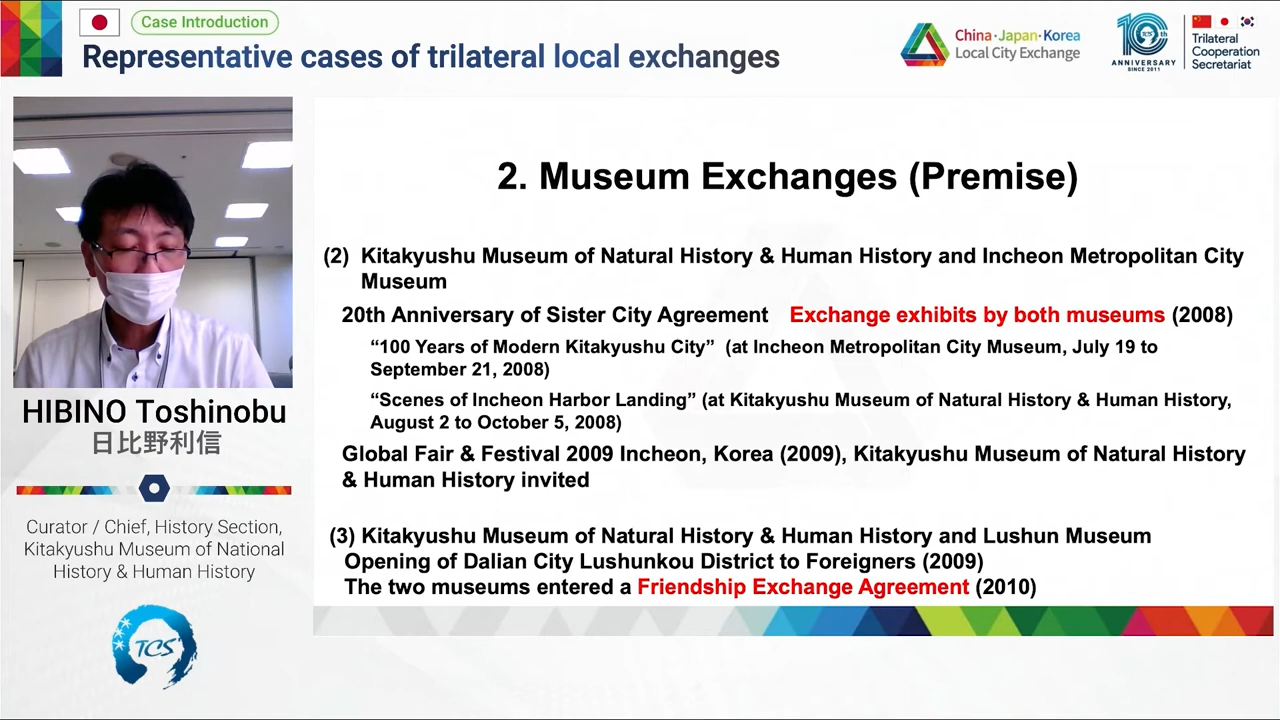 Case Introduction
Representative cases of trilateral local exchanges
China·Japan·Korea
Local City Exchange
10th
TCS
ANNIVERSARY
SINCE 2011
Trilateral
Cooperation
Secretariat
2. Museum Exchanges (Premise)
(2) Kitakyushu Museum of Natural History & Human History and Incheon Metropolitan City
Museum
20th Anniversary of Sister City Agreement Exchange exhibits by both museums (2008)
“100 Years of Modern Kitakyushu City” (at Incheon Metropolitan City Museum, July 19 to
September 21, 2008)
“Scenes of Incheon Harbor Landing” (at Kitakyushu Museum of Natural History & Human History,
August 2 to October 5, 2008)
Global Fair & Festival 2009 Incheon, Korea (2009), Kitakyushu Museum of Natural History
& Human History invited
(3) Kitakyushu Museum of Natural History & Human History and Lushun Museum
Opening of Dalian City Lushunkou District to Foreigners (2009)
The two museums entered a Friendship Exchange Agreement (2010)
HIBINO Toshinobu
日比野利信
Curator / Chief, History Section,
Kitakyushu Museum of National
History & Human History
TCS